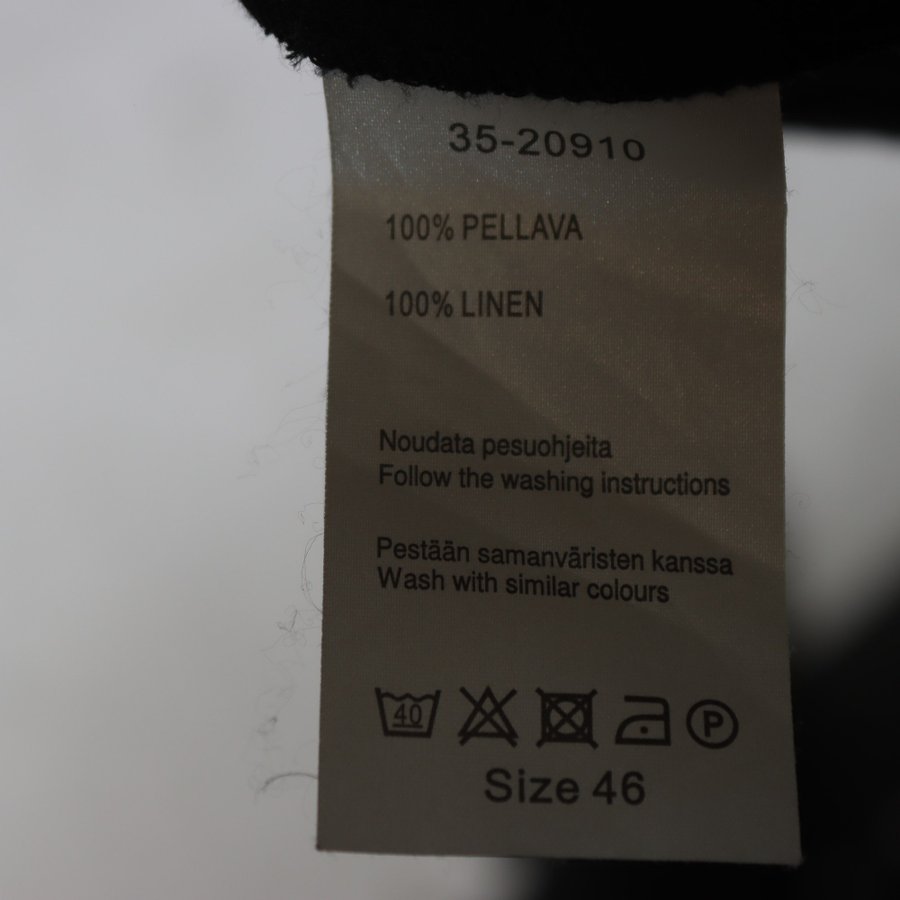 35-20910
100% PELLAVA
100% LINEN
Noudata pesuohjeita
Follow the washing instructions
Pestään samanväristen kanssa
Wash with similar colours
40 P
Size 46